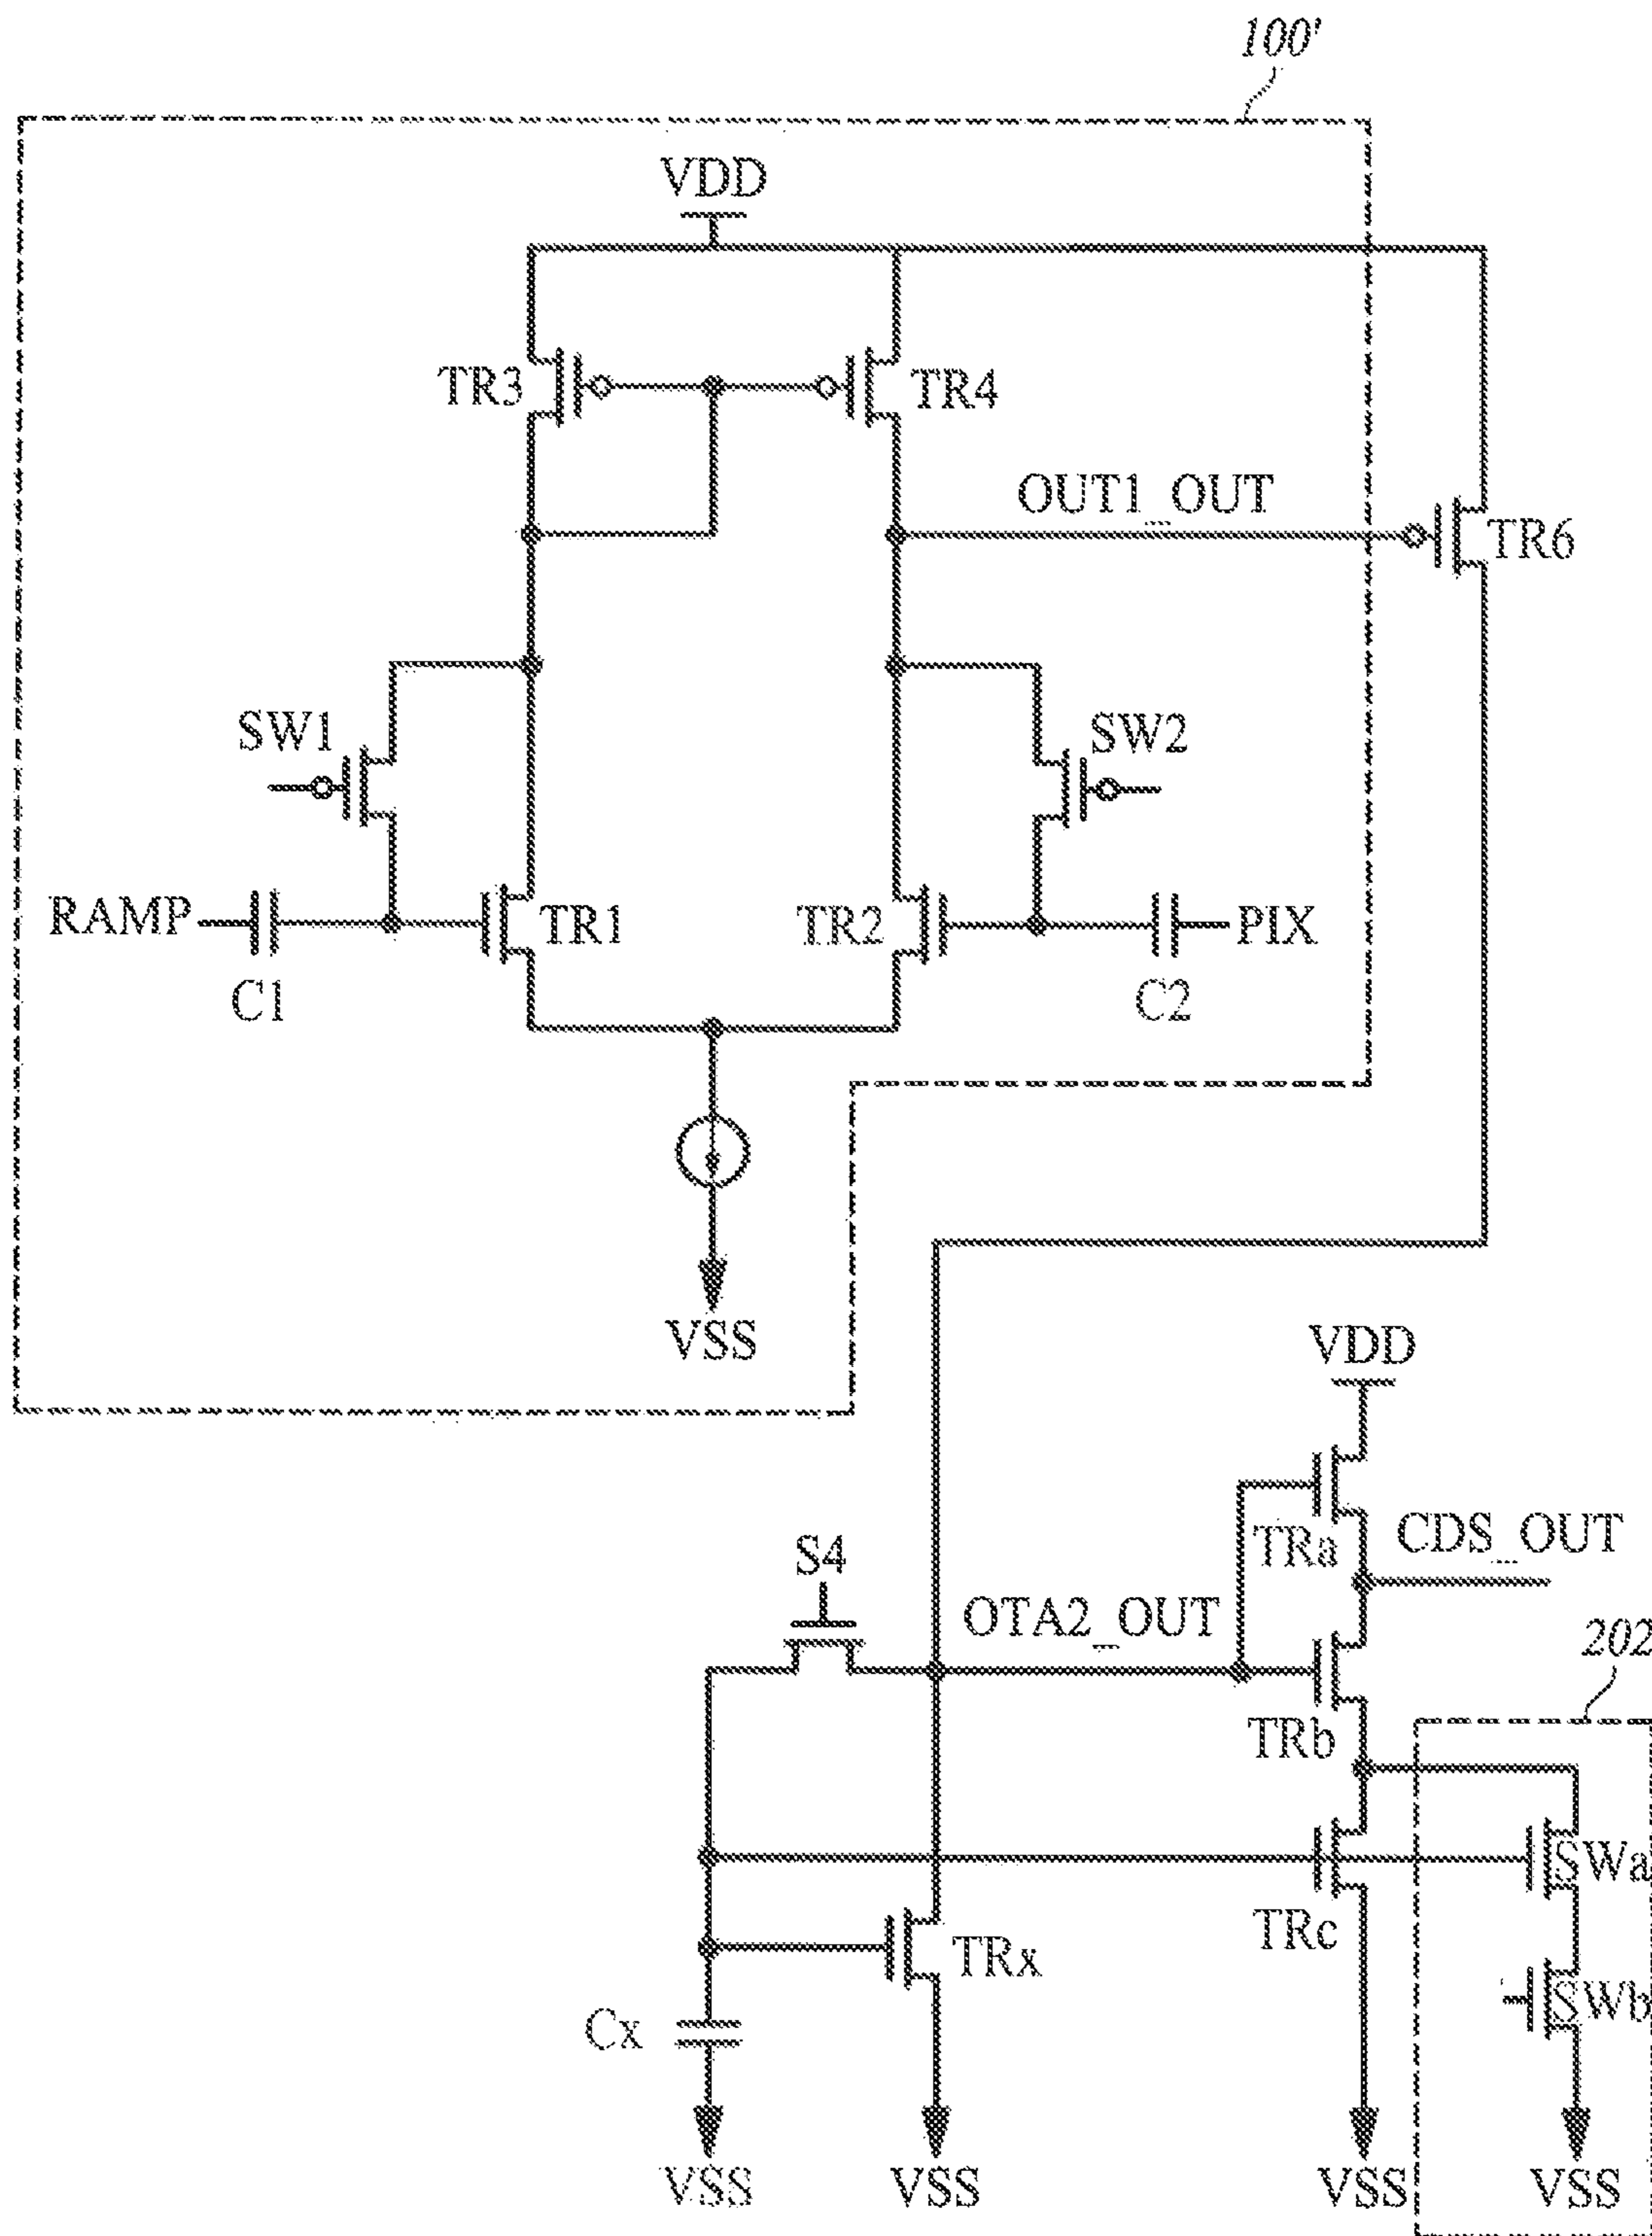 100'
VDD
TR3
TR4
OUT1_OUT
TR6
SW1
SW2
RAMP
TR1
TR2
PIX
C1
C2
VSS
VDD
TRa
CDS_OUT
S4
OTA2_OUT
202
TRb
SWa
TRc
TRx
SWb
Cx
VSS
VSS
VSS
VSS